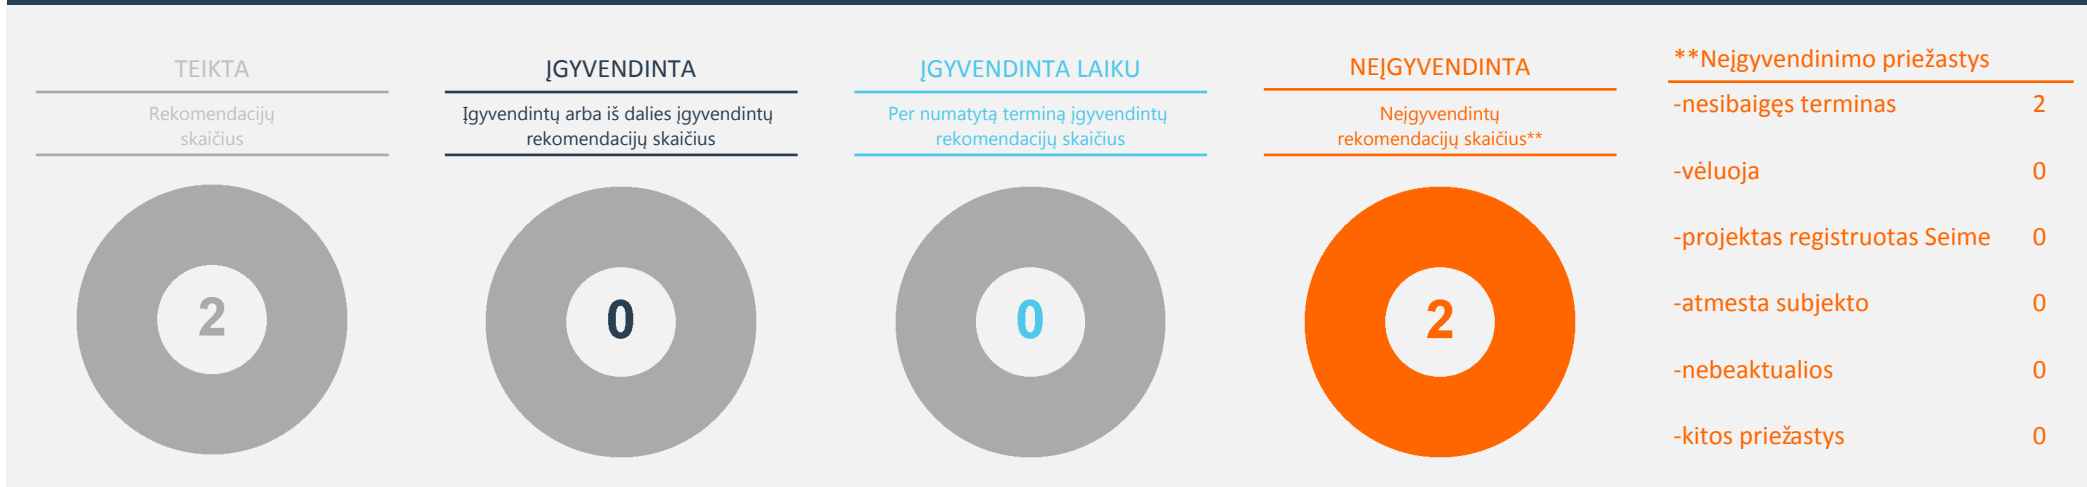 TEIKTA
Rekomendacijų
skaičius
2
ĮGYVENDINTA
Įgyvendintų arba iš dalies įgyvendintų
rekomendacijų skaičius
0
ĮGYVENDINTA LAIKU
Per numatytą terminą įgyvendintų
rekomendacijų skaičius
0
NEĮGYVENDINTA
Neįgyvendintų
rekomendacijų skaičius**
2
**Neįgyvendinimo priežastys
-nesibaigęs terminas 2
-vėluoja 0
-projektas registruotas Seime 0
-atmesta subjekto 0
-nebeaktualios 0
-kitos priežastys 0